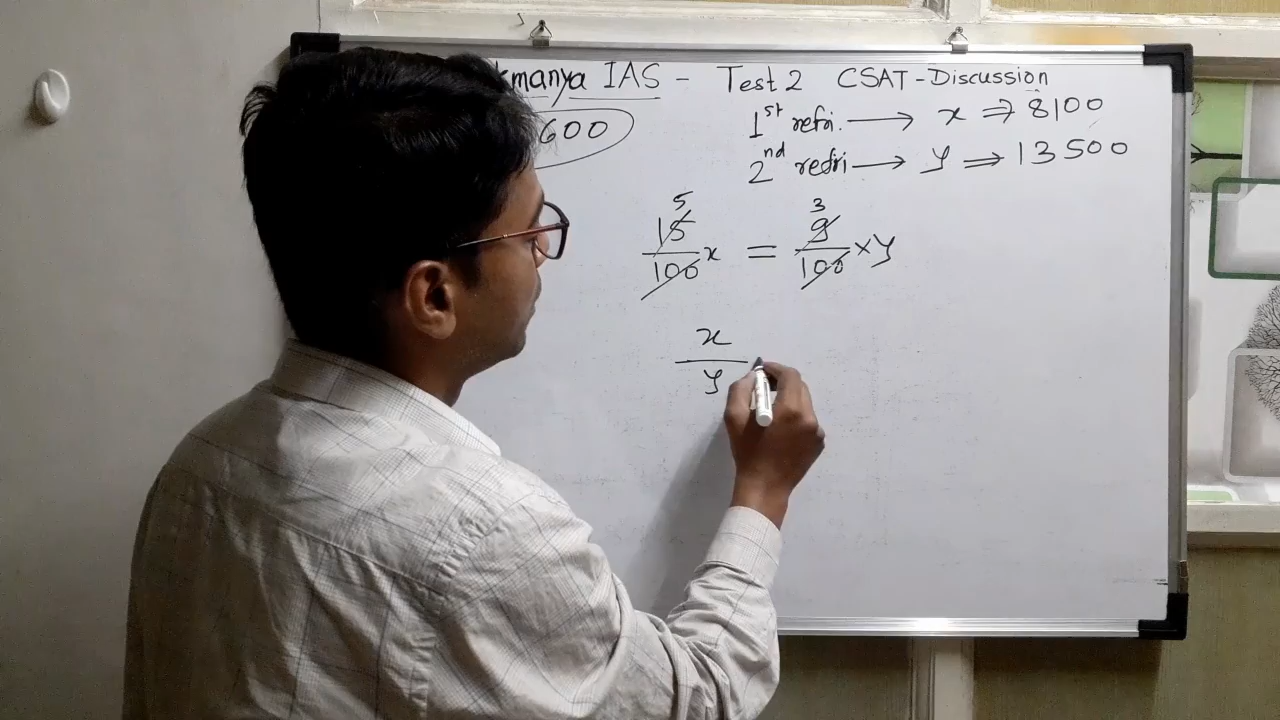 kmanya IAS - Test 2 CSAT-Discussion
600
1st refri. → x ⇒ 8100
2nd refri → y ⇒ 13500
5 3
15/100 x = 9/100 × y
x/y